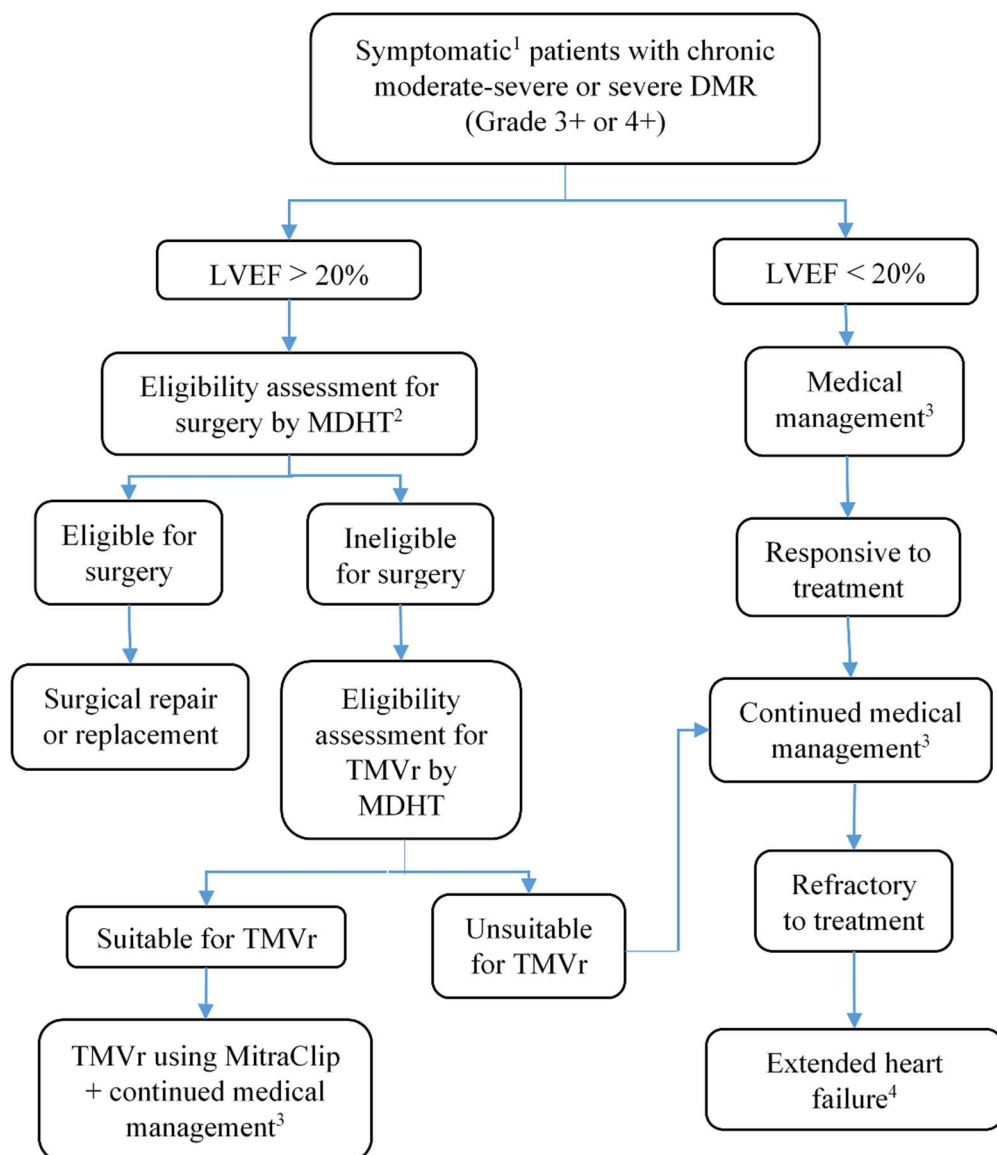 Symptomatic¹ patients with chronic
moderate-severe or severe DMR
(Grade 3+ or 4+)
LVEF > 20%
LVEF < 20%
Eligibility assessment for
surgery by MDHT²
Medical
management³
Eligible for
surgery
Ineligible
for surgery
Responsive to
treatment
Surgical repair
or replacement
Eligibility
assessment for
TMVr by
MDHT
Continued medical
management³
Suitable for TMVr
Unsuitable
for TMVr
Refractory
to treatment
TMVr using MitraClip
+ continued medical
management³
Extended heart
failure⁴